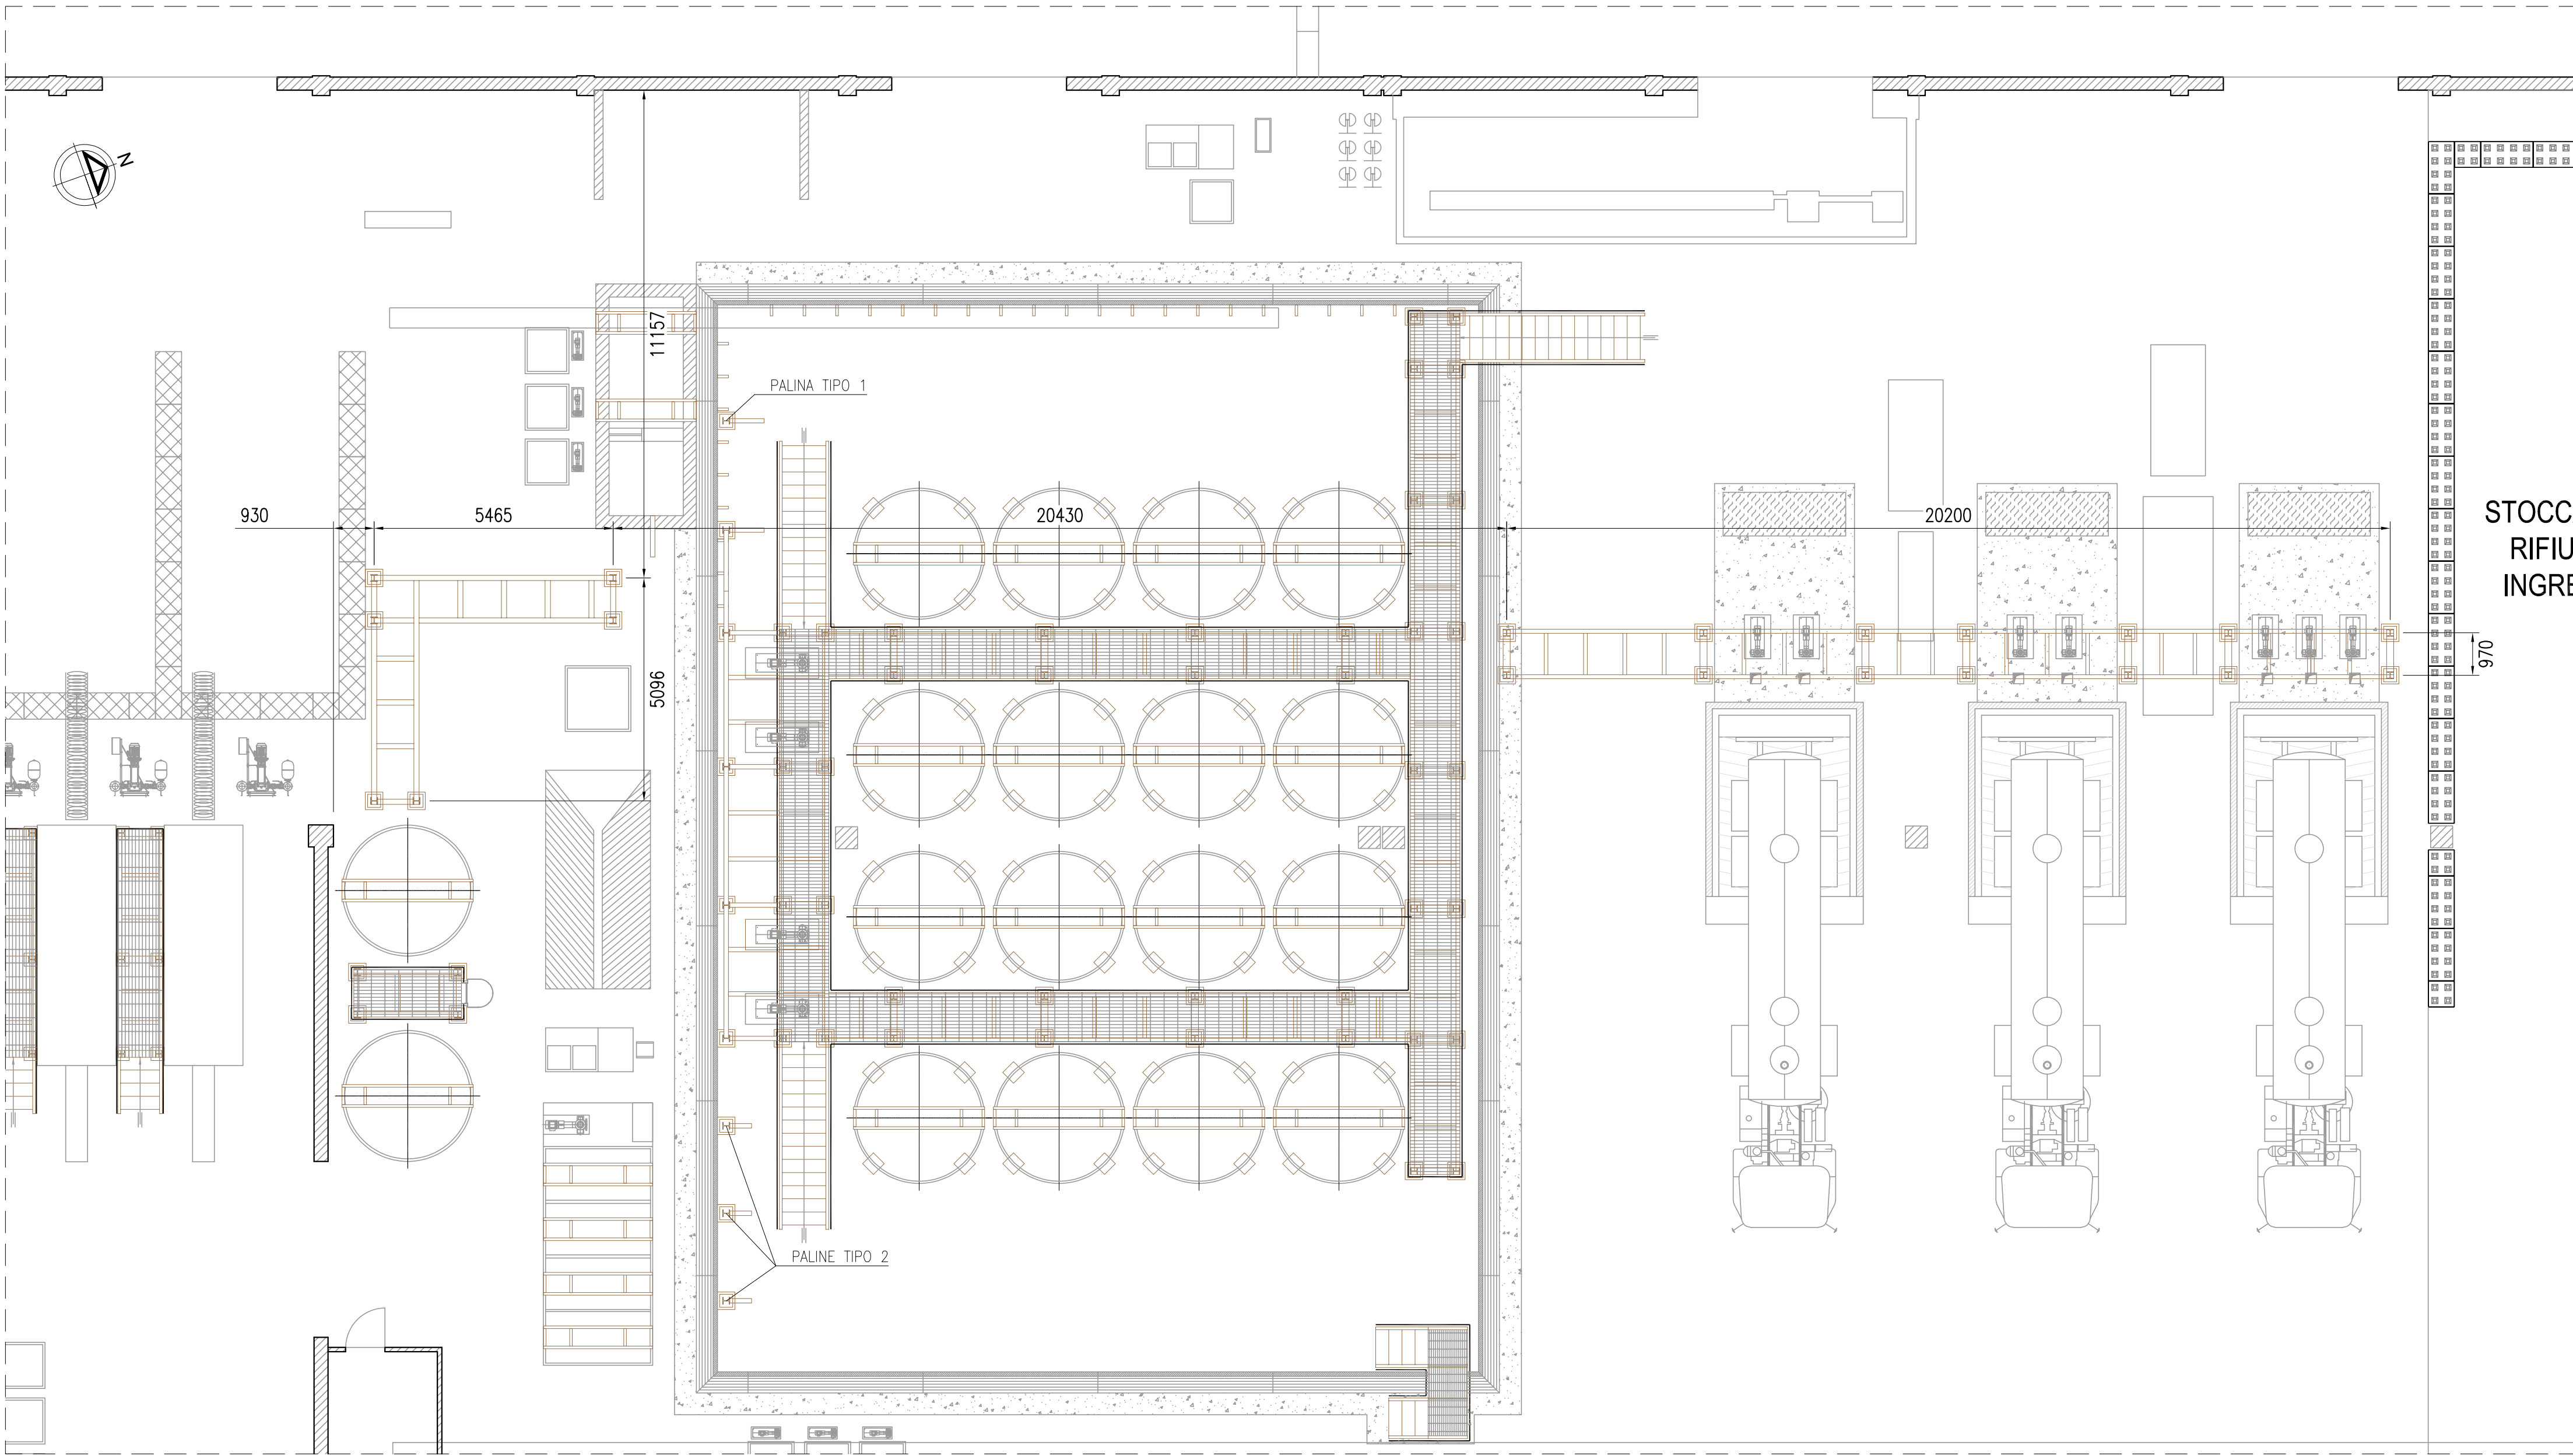 N
11157
PALINA TIPO 1
930
5465
20430
20200
STOCC
RIFIU
INGRE
970
5096
PALINE TIPO 2